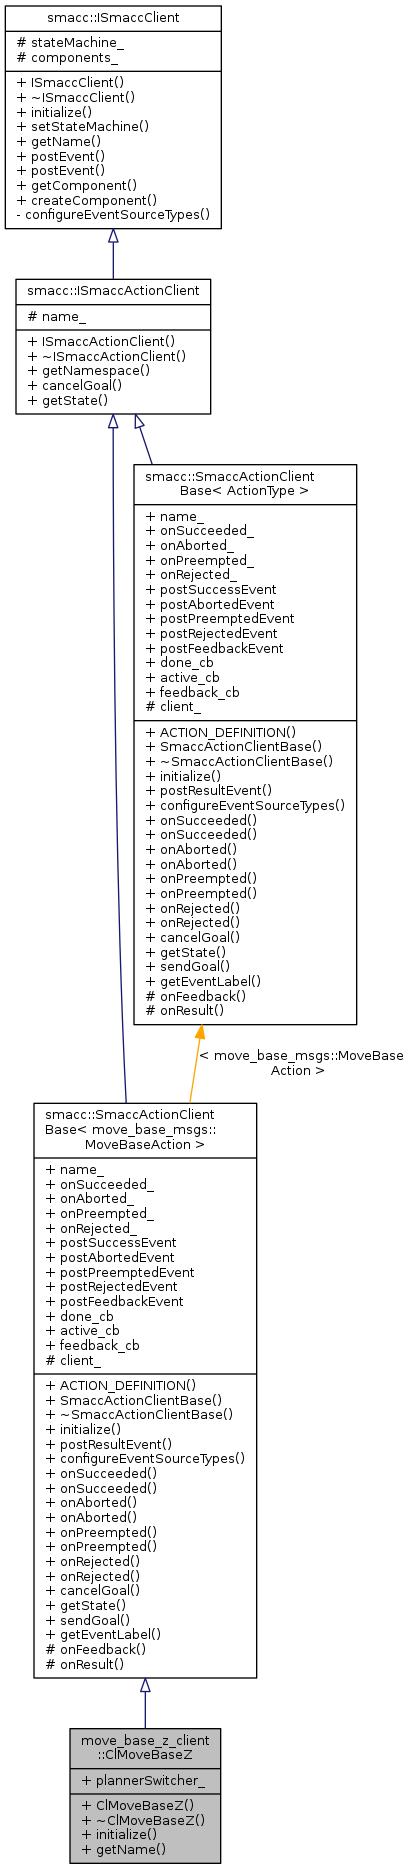 smacc::ISmaccClient
# stateMachine_
# components_
+ ISmaccClient()
+ ~ISmaccClient()
+ initialize()
+ setStateMachine()
+ getName()
+ postEvent()
+ postEvent()
+ getComponent()
+ createComponent()
- configureEventSourceTypes()
smacc::ISmaccActionClient
# name_
+ ISmaccActionClient()
+ ~ISmaccActionClient()
+ getNamespace()
+ cancelGoal()
+ getState()
smacc::SmaccActionClient
Base< ActionType >
+ name_
+ onSucceeded_
+ onAborted_
+ onPreempted_
+ onRejected_
+ postSuccessEvent
+ postAbortedEvent
+ postPreemptedEvent
+ postRejectedEvent
+ postFeedbackEvent
+ done_cb
+ active_cb
+ feedback_cb
# client_
+ ACTION_DEFINITION()
+ SmaccActionClientBase()
+ ~SmaccActionClientBase()
+ initialize()
+ postResultEvent()
+ configureEventSourceTypes()
+ onSucceeded()
+ onSucceeded()
+ onAborted()
+ onAborted()
+ onPreempted()
+ onPreempted()
+ onRejected()
+ onRejected()
+ cancelGoal()
+ getState()
+ sendGoal()
+ getEventLabel()
# onFeedback()
# onResult()
< move_base_msgs::MoveBase
Action >
smacc::SmaccActionClient
Base< move_base_msgs::
MoveBaseAction >
+ name_
+ onSucceeded_
+ onAborted_
+ onPreempted_
+ onRejected_
+ postSuccessEvent
+ postAbortedEvent
+ postPreemptedEvent
+ postRejectedEvent
+ postFeedbackEvent
+ done_cb
+ active_cb
+ feedback_cb
# client_
+ ACTION_DEFINITION()
+ SmaccActionClientBase()
+ ~SmaccActionClientBase()
+ initialize()
+ postResultEvent()
+ configureEventSourceTypes()
+ onSucceeded()
+ onSucceeded()
+ onAborted()
+ onAborted()
+ onPreempted()
+ onPreempted()
+ onRejected()
+ onRejected()
+ cancelGoal()
+ getState()
+ sendGoal()
+ getEventLabel()
# onFeedback()
# onResult()
move_base_z_client
::ClMoveBaseZ
+ plannerSwitcher_
+ ClMoveBaseZ()
+ ~ClMoveBaseZ()
+ initialize()
+ getName()